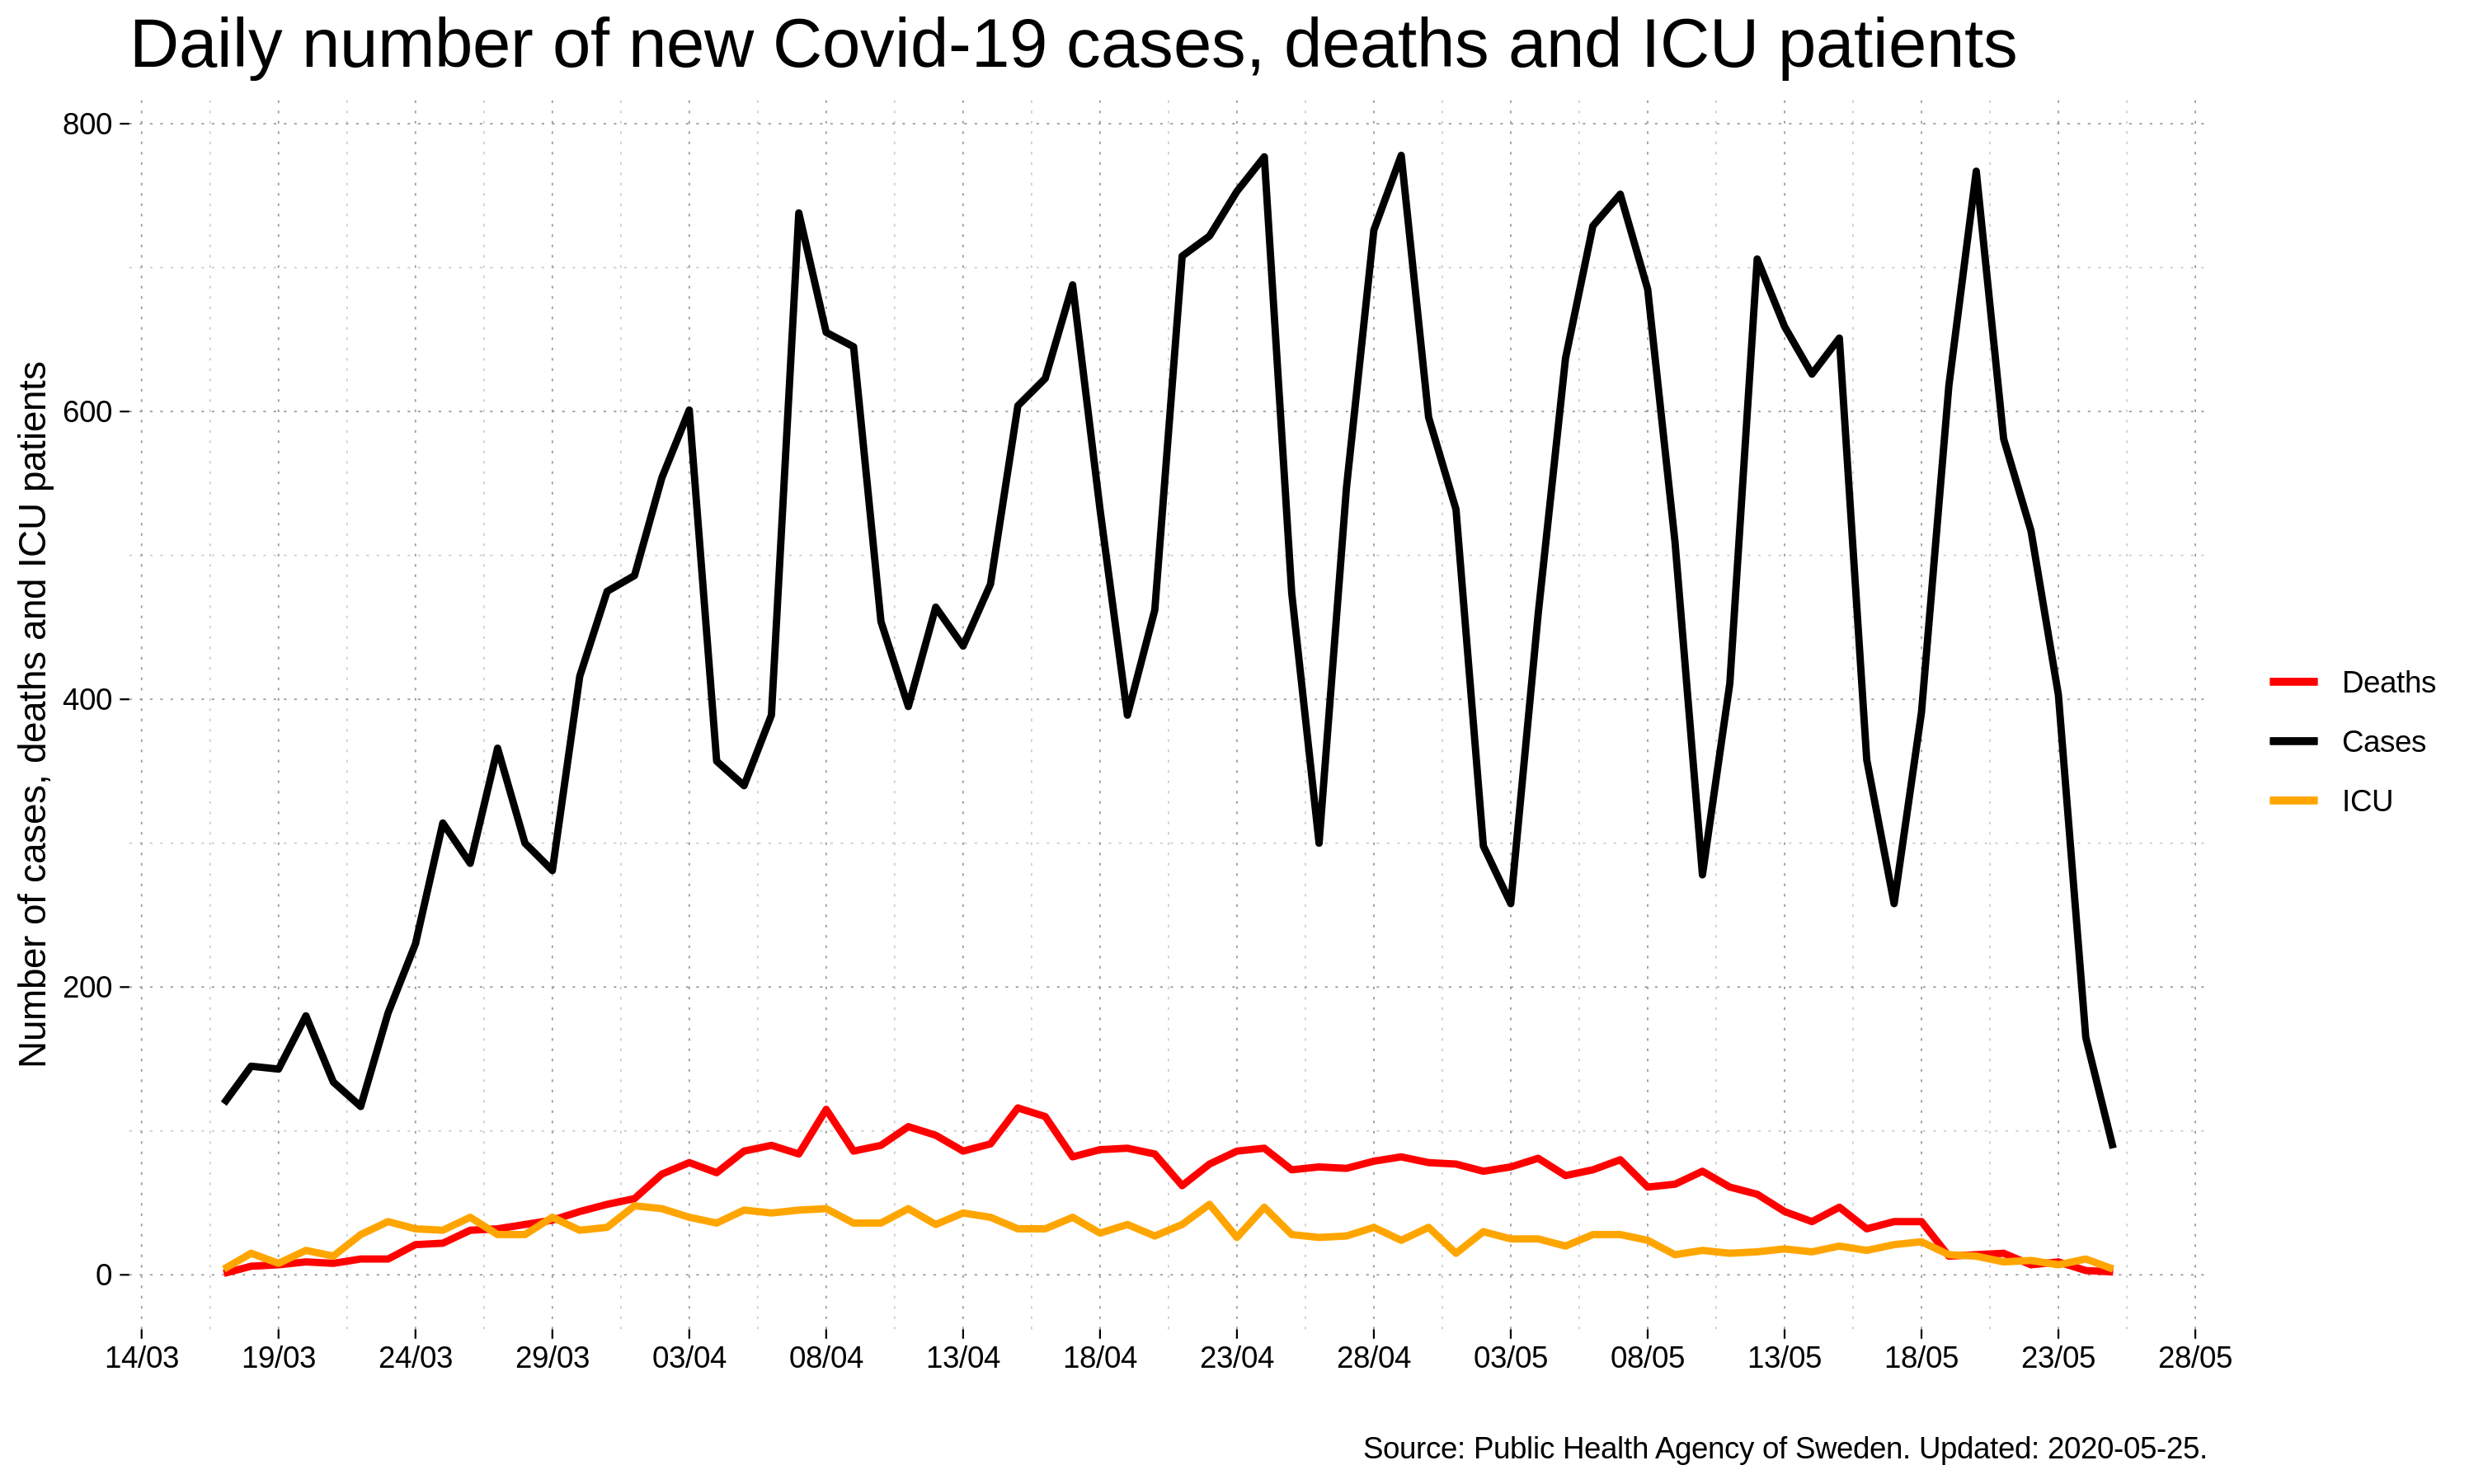 Daily number of new Covid-19 cases, deaths and ICU patients
Number of cases, deaths and ICU patients
800
600
400
200
0
14/03 19/03 24/03 29/03 03/04 08/04 13/04 18/04 23/04 28/04 03/05 08/05 13/05 18/05 23/05 28/05
Deaths
Cases
ICU
Source: Public Health Agency of Sweden. Updated: 2020-05-25.